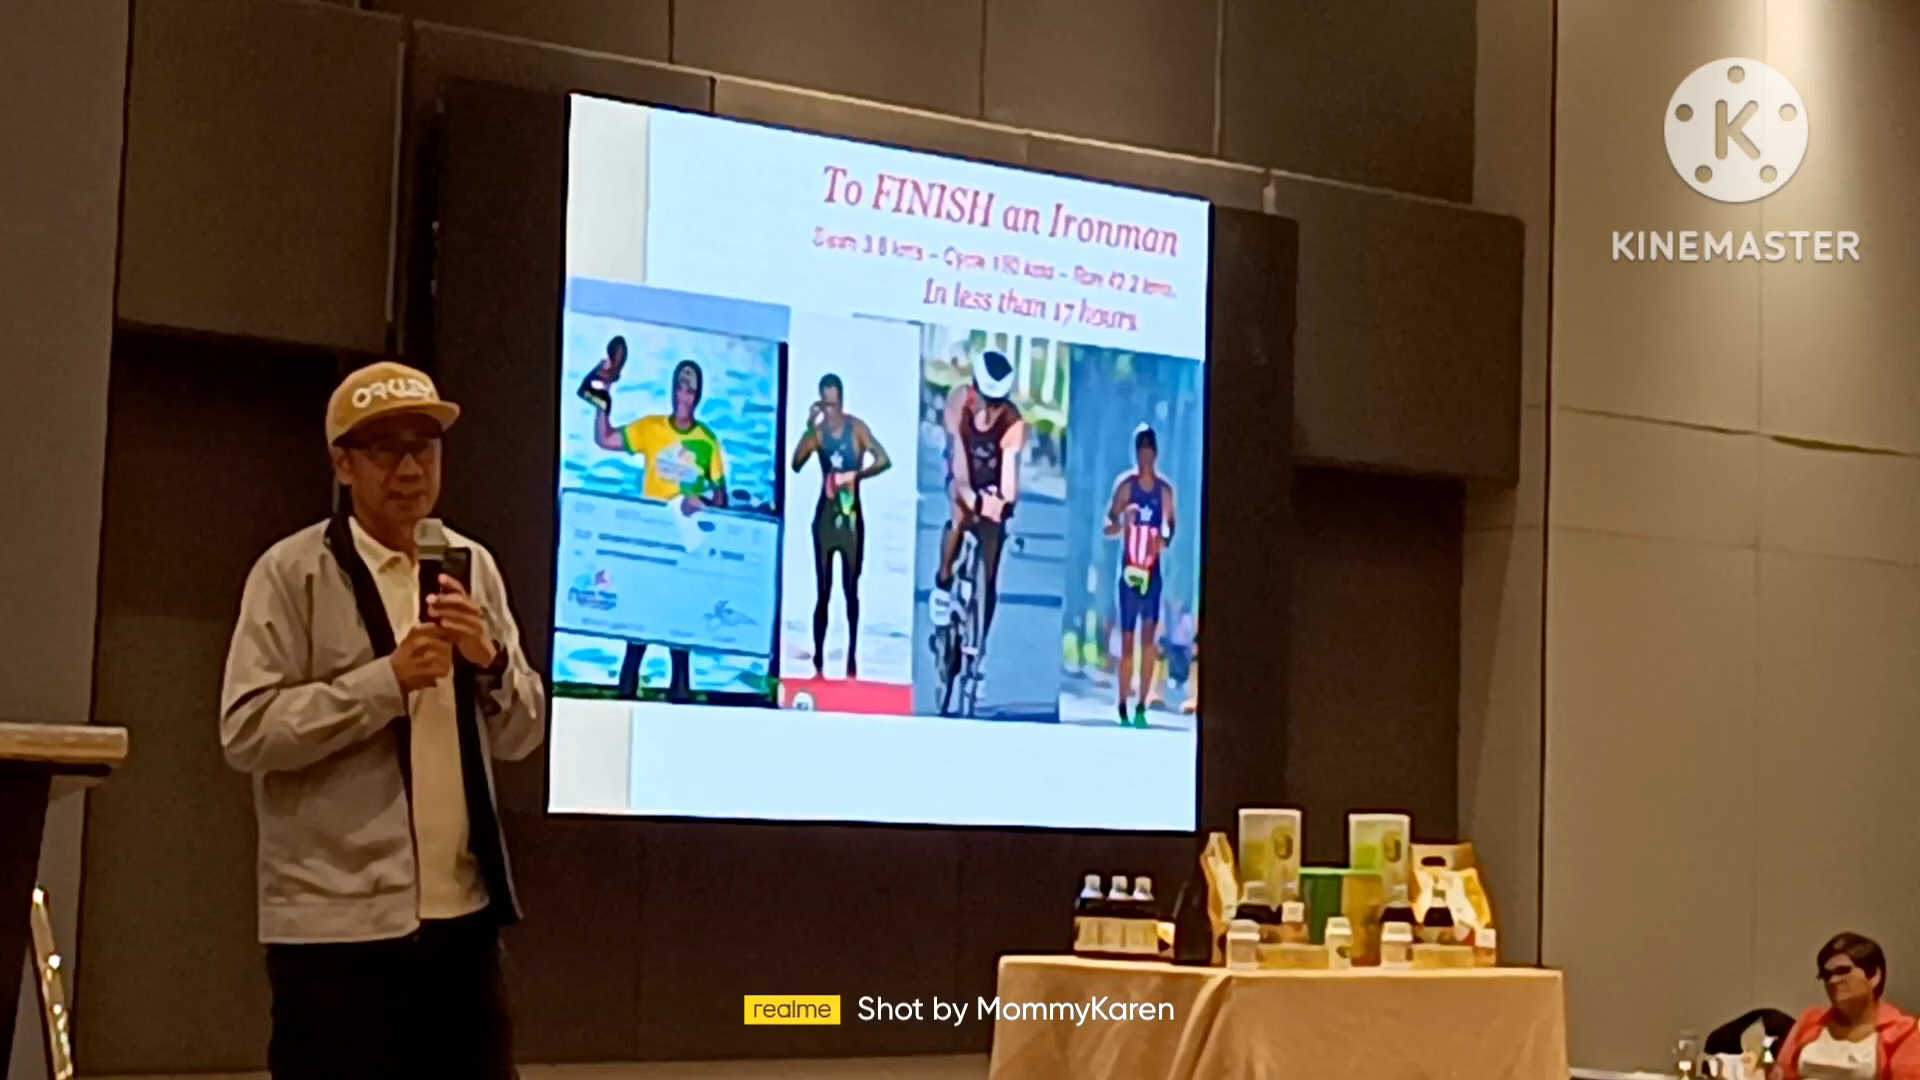 KINEMASTER
To FINISH an Ironman
Swim 3.8 kms – Cycle 180 kms – Run 42.2 kms.
In less than 17 hours
OAKLEY
realme Shot by MommyKaren